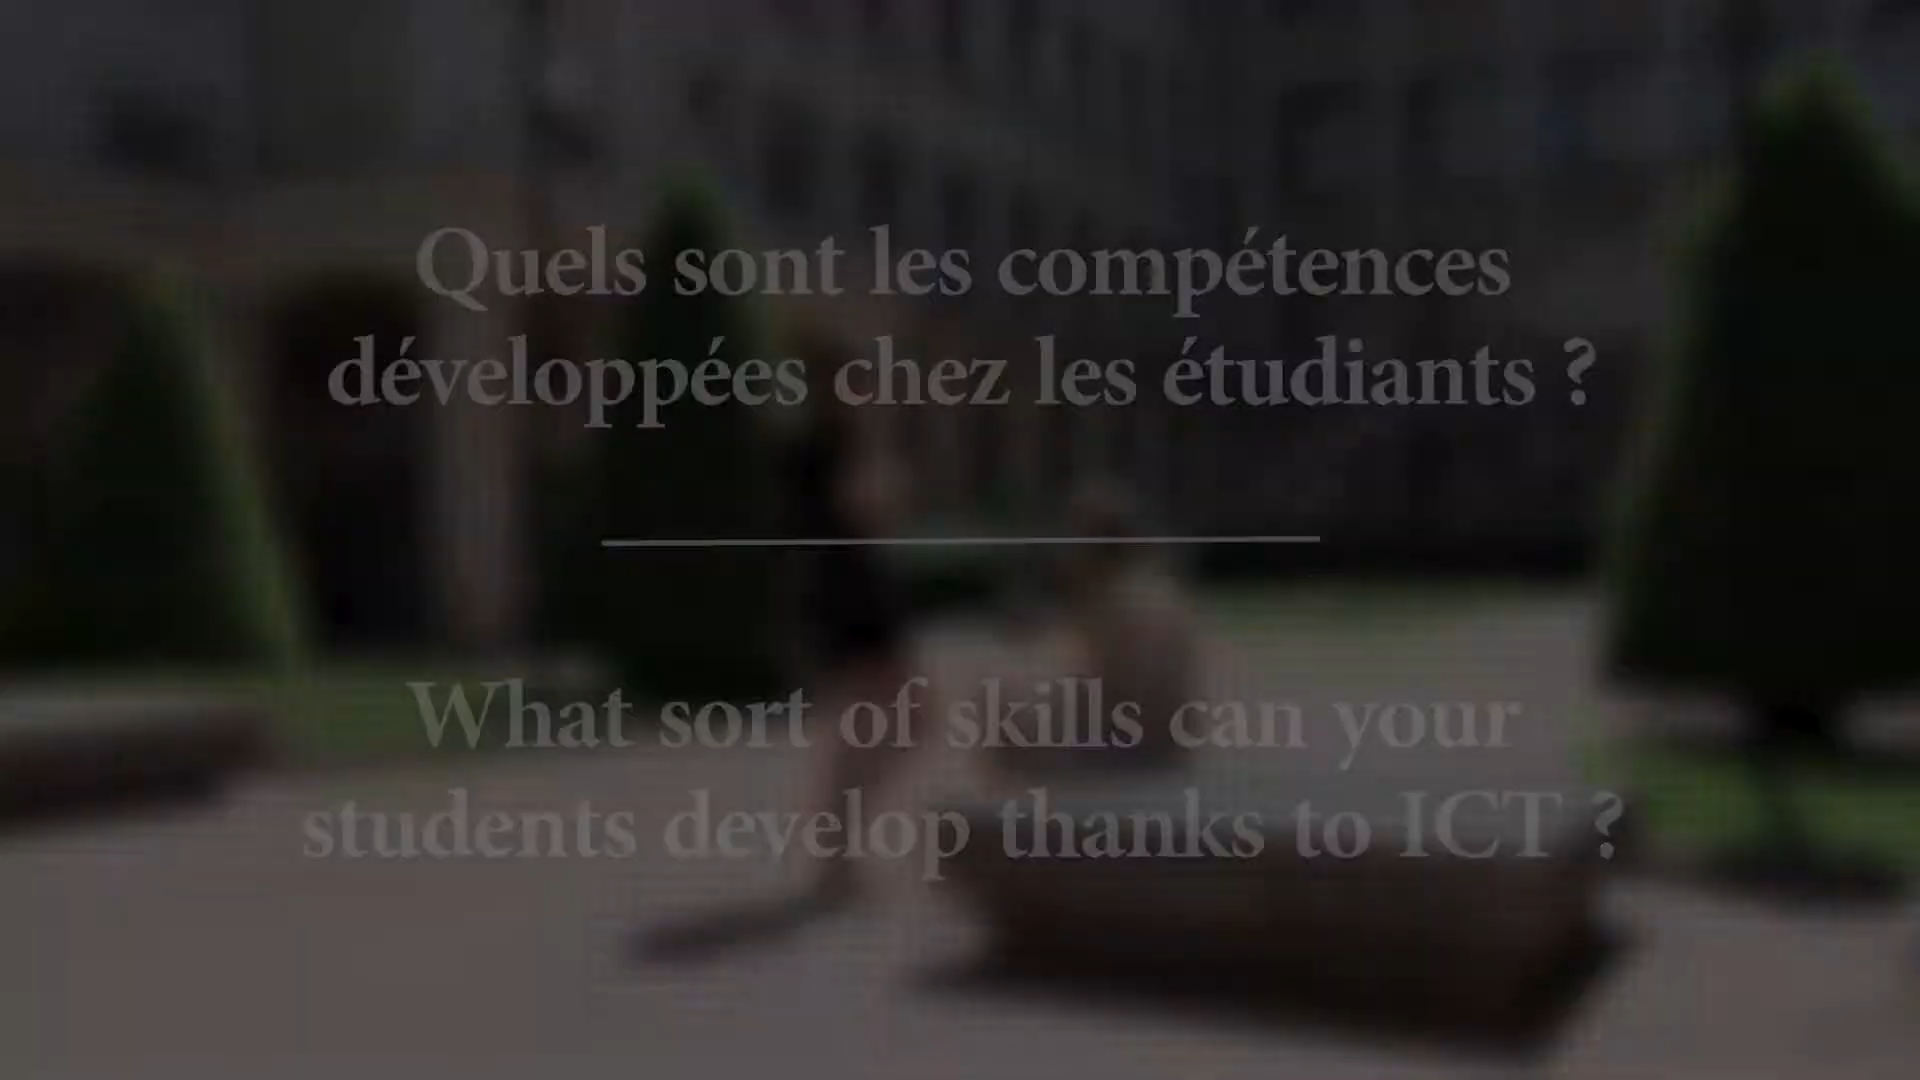 Quels sont les compétences
développées chez les étudiants ?
What sort of skills can your
students develop thanks to ICT ?